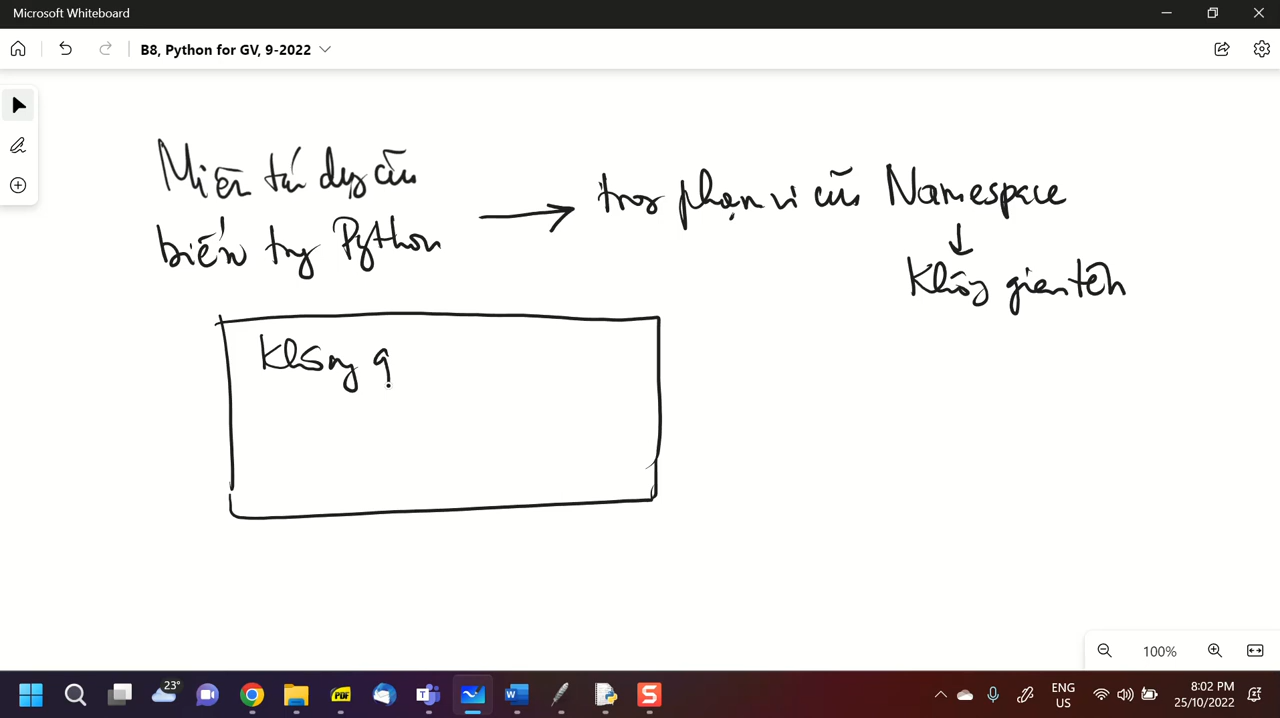 Microsoft Whiteboard
B8, Python for GV, 9-2022
Miền tác dụng của
biến trong Python
trong phạm vi của Namespace
Không gian tên
Không g
100%
23°
PDF
T
W
S
ENG
US
8:02 PM
25/10/2022